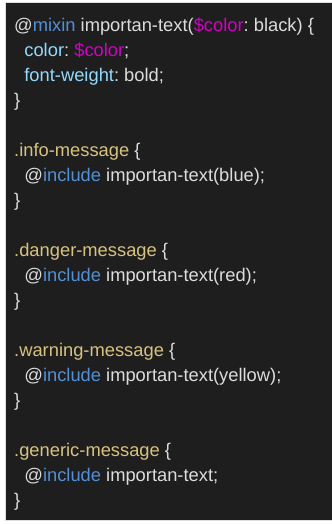 @mixin importan-text($color: black) {
  color: $color;
  font-weight: bold;
}

.info-message {
  @include importan-text(blue);
}

.danger-message {
  @include importan-text(red);
}

.warning-message {
  @include importan-text(yellow);
}

.generic-message {
  @include importan-text;
}